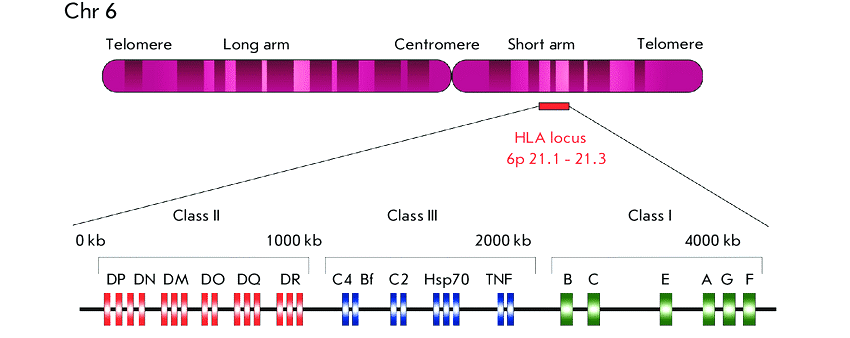 Chr 6
Telomere Long arm Centromere Short arm Telomere
HLA locus
6p 21.1 - 21.3
Class II Class III Class I
0 kb 1000 kb 2000 kb 4000 kb
DP DN DM DO DQ DR C4 Bf C2 Hsp70 TNF B C E A G F